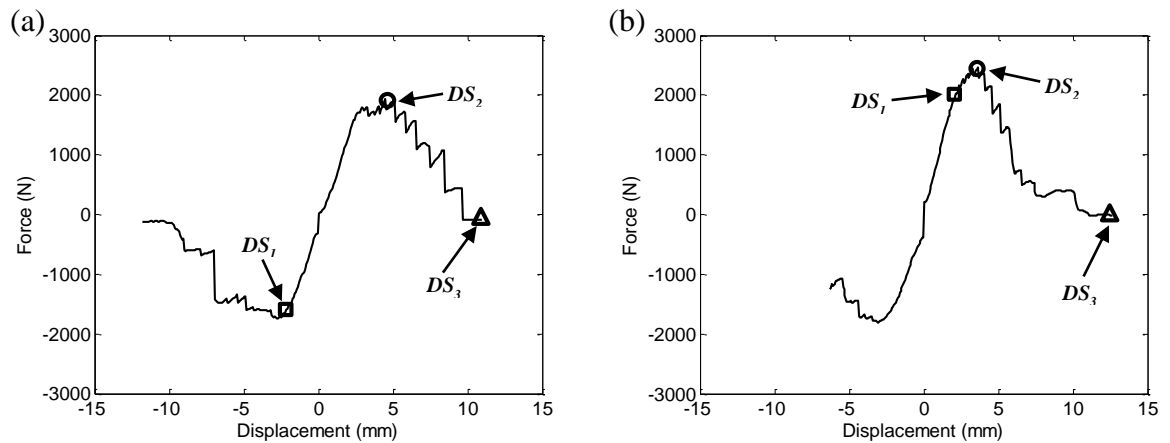 (a)
3000
2000
1000
0
-1000
-2000
-3000
Force (N)
DS2
DS1
DS3
-15 -10 -5 0 5 10 15
Displacement (mm)
(b)
3000
2000
1000
0
-1000
-2000
-3000
Force (N)
DS1
DS2
DS3
-15 -10 -5 0 5 10 15
Displacement (mm)